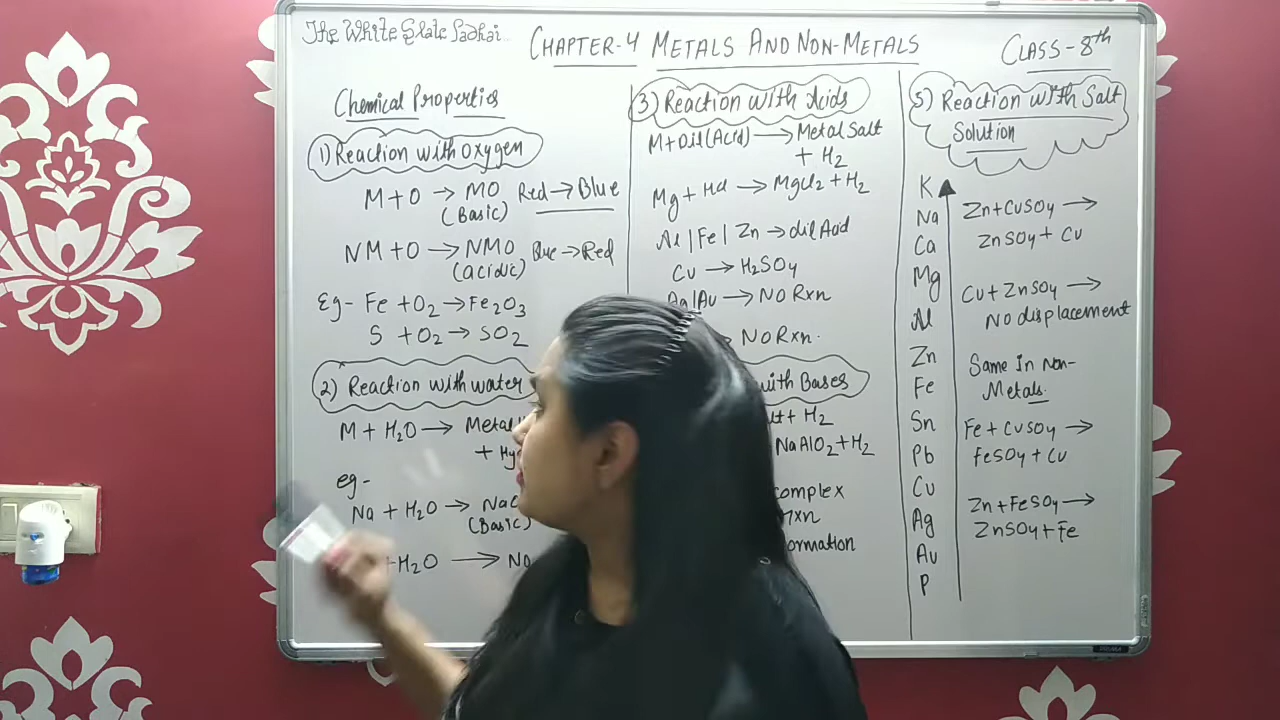 The White Slate Padhai...
CHAPTER-4 METALS AND NON-METALS
CLASS-8th
Chemical Properties
1) Reaction with oxygen
M + O → MO Red → Blue
(Basic)
NM + O → NMO Blue → Red
(acidic)
Eg- Fe + O2 → Fe2O3
S + O2 → SO2
2) Reaction with water
M + H2O → Metal
+ Hy
eg-
Na + H2O →
(Basic)
+H2O → No
3) Reaction with Acids
M + Dil (Acid) → Metal Salt
+ H2
Mg + Hcl → Mgcl2 + H2
Al | Fe | Zn → dil Acid
Cu → H2SO4
Ag|Au → NO Rxn
NO Rxn.
with Bases
+ H2
NaAlO2 + H2
complex
rxn
ormation
5) Reaction with Salt
Solution
K
Na
Ca
Mg
Al
Zn
Fe
Sn
Pb
Cu
Ag
Au
P
Zn + CuSO4 →
ZnSO4 + Cu
Cu + ZnSO4 →
No displacement
Same In Non-
Metals.
Fe + CuSO4 →
FeSO4 + Cu
Zn + FeSO4 →
ZnSO4 + Fe